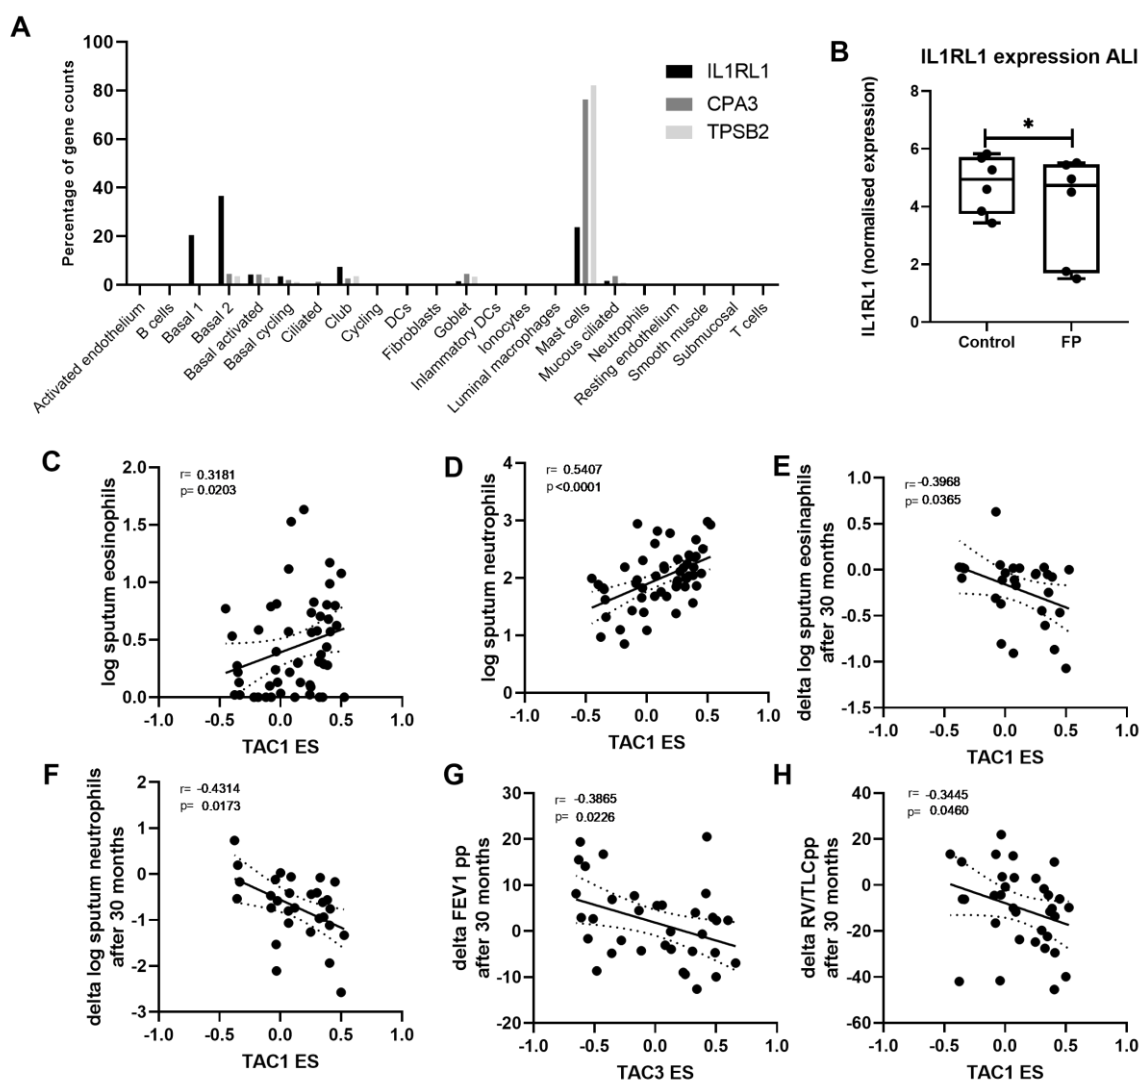 A
100
80
60
40
20
0
Percentage of gene counts
IL1RL1
CPA3
TPSB2
Activated endothelium
B cells
Basal 1
Basal 2
Basal activated
Basal cycling
Ciliated
Club
Cycling
DCs
Fibroblasts
Goblet
Inlammatory DCs
Ionocytes
Luminal macrophages
Mast cells
Mucous ciliated
Neutrophils
Resting endothelium
Smooth muscle
Submucosal
T cells
B
IL1RL1 expression ALI
8
6
4
2
0
IL1RL1 (normalised expression)
*
Control
FP
C
r= 0.3181
p= 0.0203
2.0
1.5
1.0
0.5
0.0
log sputum eosinophils
-1.0
-0.5
0.0
0.5
1.0
TAC1 ES
D
r= 0.5407
p <0.0001
4
3
2
1
0
log sputum neutrophils
-1.0
-0.5
0.0
0.5
1.0
TAC1 ES
E
r= -0.3968
p= 0.0365
1.0
0.5
0.0
-0.5
-1.0
-1.5
delta log sputum eosinaphils
after 30 months
-1.0
-0.5
0.0
0.5
1.0
TAC1 ES
F
r= -0.4314
p= 0.0173
2
1
0
-1
-2
-3
delta log sputum neutrophils
after 30 months
-1.0
-0.5
0.0
0.5
1.0
TAC1 ES
G
r= -0.3865
p= 0.0226
30
20
10
0
-10
-20
delta FEV1 pp
after 30 months
-1.0
-0.5
0.0
0.5
1.0
TAC3 ES
H
r= -0.3445
p= 0.0460
40
20
0
-20
-40
-60
delta RV/TLCpp
after 30 months
-1.0
-0.5
0.0
0.5
1.0
TAC1 ES